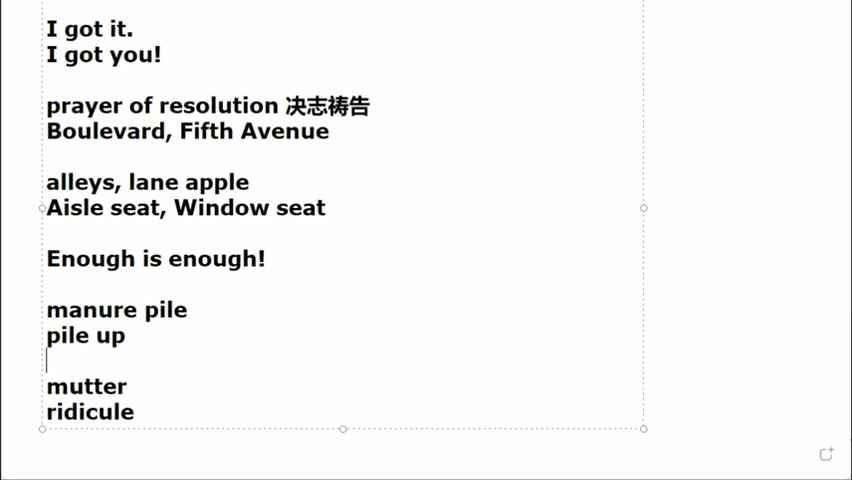 I got it.
I got you!
prayer of resolution 决志祷告
Boulevard, Fifth Avenue
alleys, lane apple
Aisle seat, Window seat
Enough is enough!
manure pile
pile up
mutter
ridicule